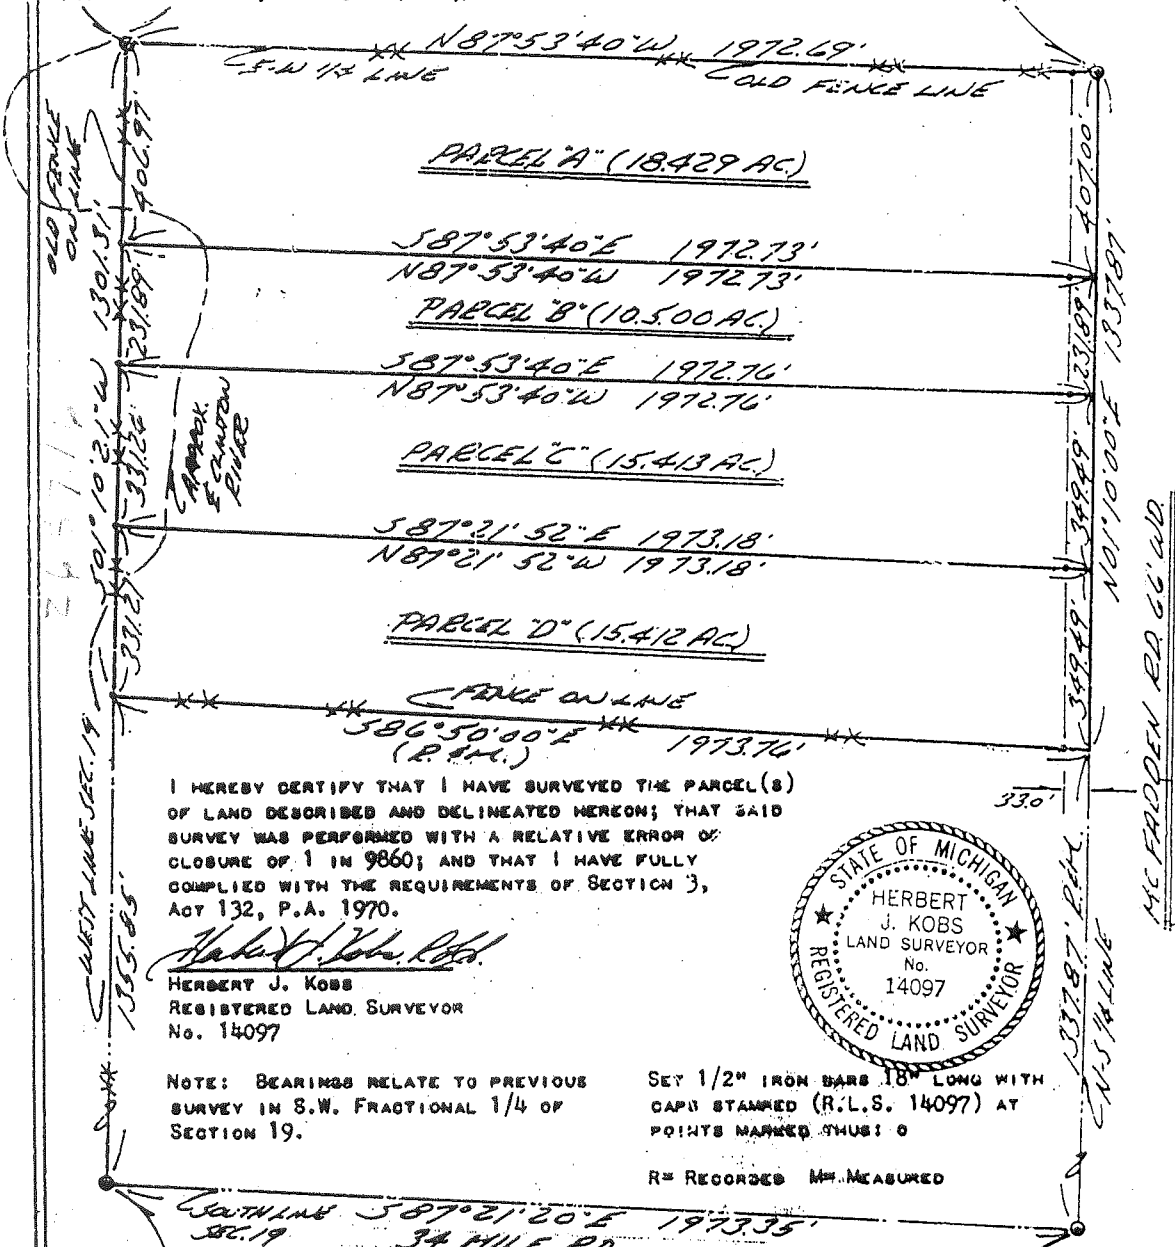 N87°53'40"W 1972.69'
E-W 1/4 LINE
OLD FENCE LINE
OLD FENCE
ON LINE
406.97'
407.00'
PARCEL "A" (18.429 AC.)
S87°53'40"E 1972.73'
N87°53'40"W 1972.73'
S01°10'21"W 1301.31'
231.89'
231.89'
N01°10'00"E 1337.87'
PARCEL "B" (10.500 AC.)
S87°53'40"E 1972.76'
N87°53'40"W 1972.76'
APPROX.
℄ CLINTON
RIVER
331.26'
349.49'
PARCEL "C" (15.413 AC.)
S87°21'52"E 1973.18'
N87°21'52"W 1973.18'
331.27'
349.49'
PARCEL "D" (15.412 AC.)
FENCE ON LINE
S86°50'00"E 1973.76'
(R.&M.)
MC FADDEN RD. 66' WD.
33.0'
WEST LINE SEC. 19
1355.85'
1337.87' R.&M.
N-S 1/4 LINE
I HEREBY CERTIFY THAT I HAVE SURVEYED THE PARCEL(S)
OF LAND DESCRIBED AND DELINEATED HEREON; THAT SAID
SURVEY WAS PERFORMED WITH A RELATIVE ERROR OF
CLOSURE OF 1 IN 9860; AND THAT I HAVE FULLY
COMPLIED WITH THE REQUIREMENTS OF SECTION 3,
ACT 132, P.A. 1970.
Herbert J. Kobs
HERBERT J. KOBS
REGISTERED LAND SURVEYOR
No. 14097
STATE OF MICHIGAN
HERBERT
J. KOBS
LAND SURVEYOR
No.
14097
REGISTERED LAND SURVEYOR
NOTE: BEARINGS RELATE TO PREVIOUS
SURVEY IN S.W. FRACTIONAL 1/4 OF
SECTION 19.
SET 1/2" IRON BARS 18" LONG WITH
CAPS STAMPED (R.L.S. 14097) AT
POINTS MARKED THUS: O
R= RECORDED M= MEASURED
SOUTH LINE S87°21'20"E 1973.35'
SEC. 19 34 MILE RD.